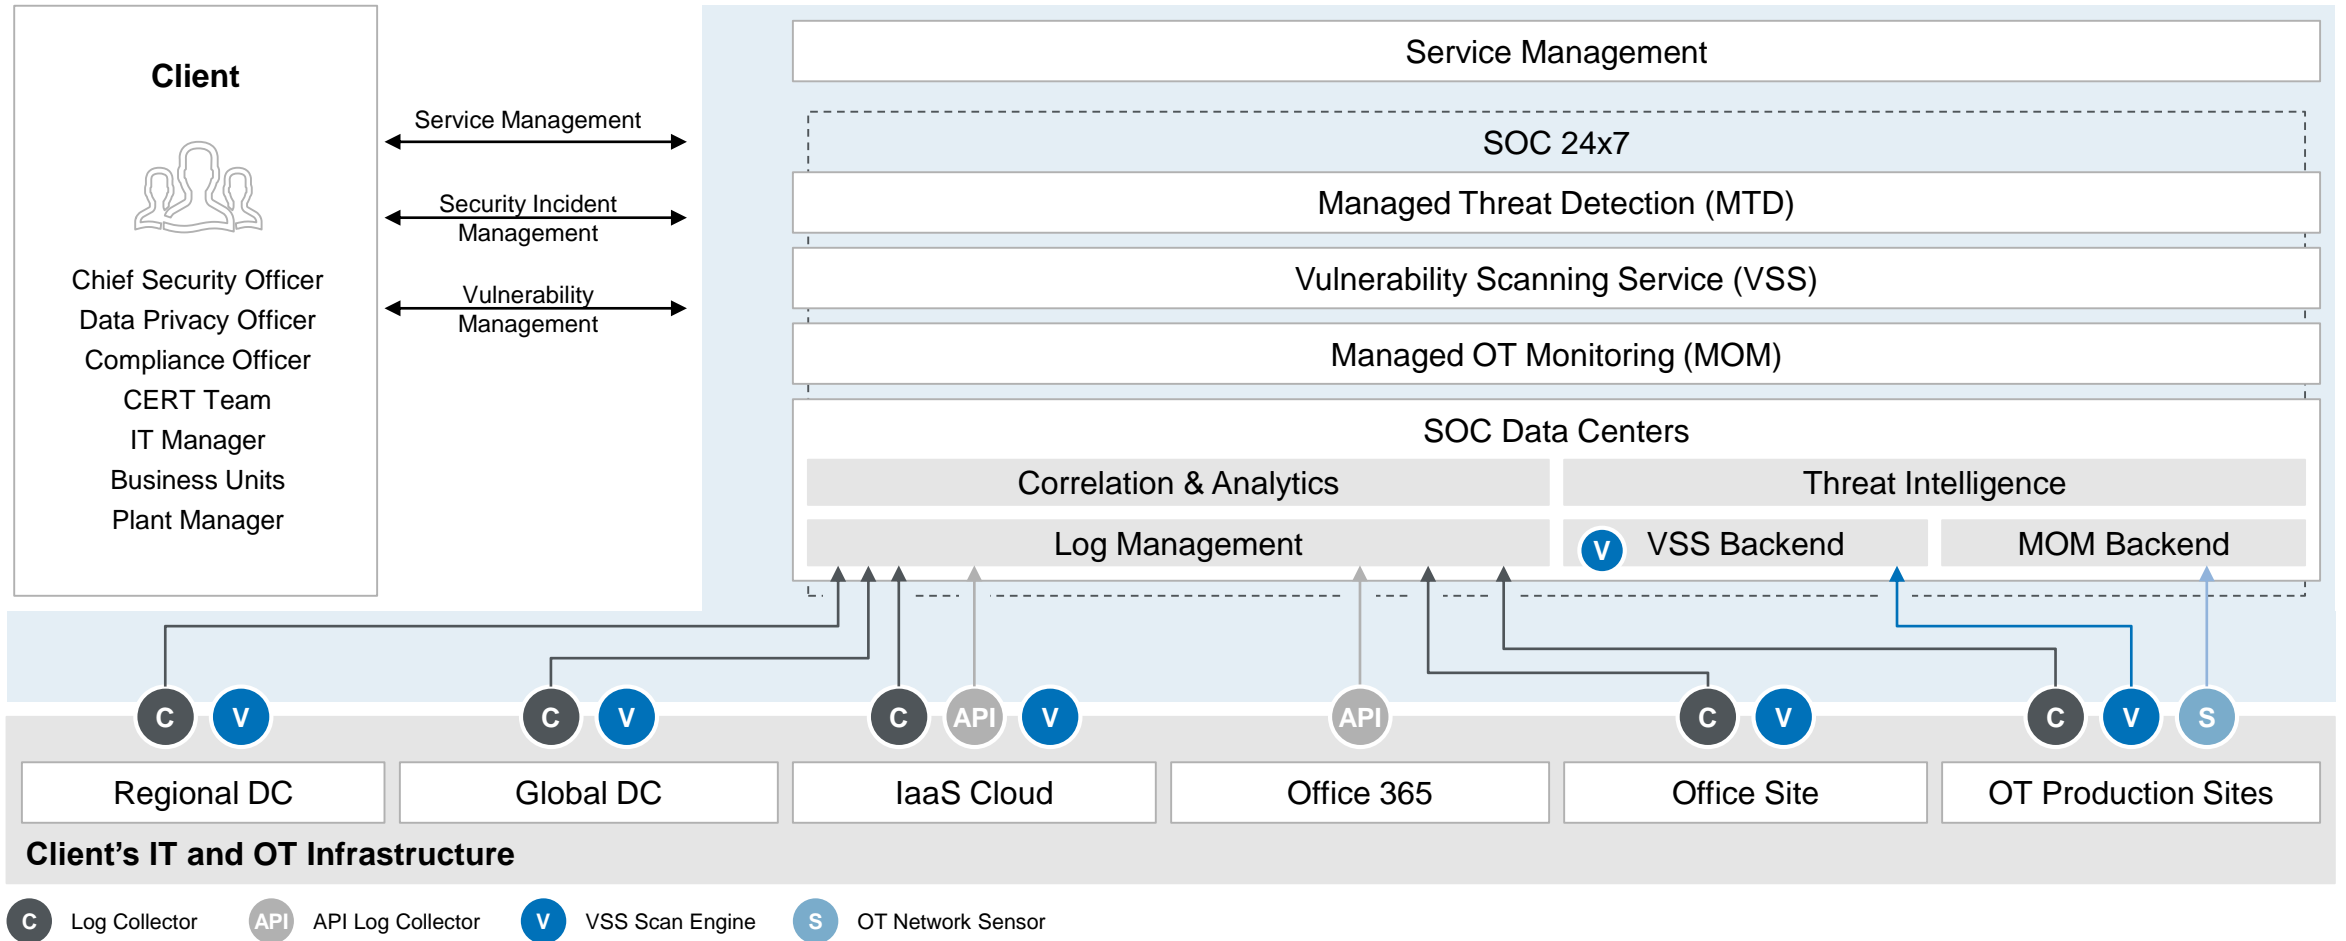 Client
Chief Security Officer
Data Privacy Officer
Compliance Officer
CERT Team
IT Manager
Business Units
Plant Manager
Service Management
Security Incident
Management
Vulnerability
Management
Service Management
SOC 24x7
Managed Threat Detection (MTD)
Vulnerability Scanning Service (VSS)
Managed OT Monitoring (MOM)
SOC Data Centers
Correlation & Analytics
Threat Intelligence
Log Management
V
VSS Backend
MOM Backend
C
V
C
V
C
API
V
API
C
V
C
V
S
Regional DC
Global DC
IaaS Cloud
Office 365
Office Site
OT Production Sites
Client’s IT and OT Infrastructure
C
Log Collector
API
API Log Collector
V
VSS Scan Engine
S
OT Network Sensor